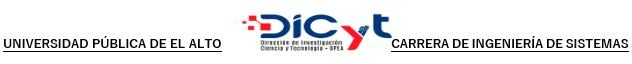 UNIVERSIDAD PÚBLICA DE EL ALTO
DiCyt
Dirección de Investigación
Ciencia y Tecnología - UPEA
CARRERA DE INGENIERÍA DE SISTEMAS